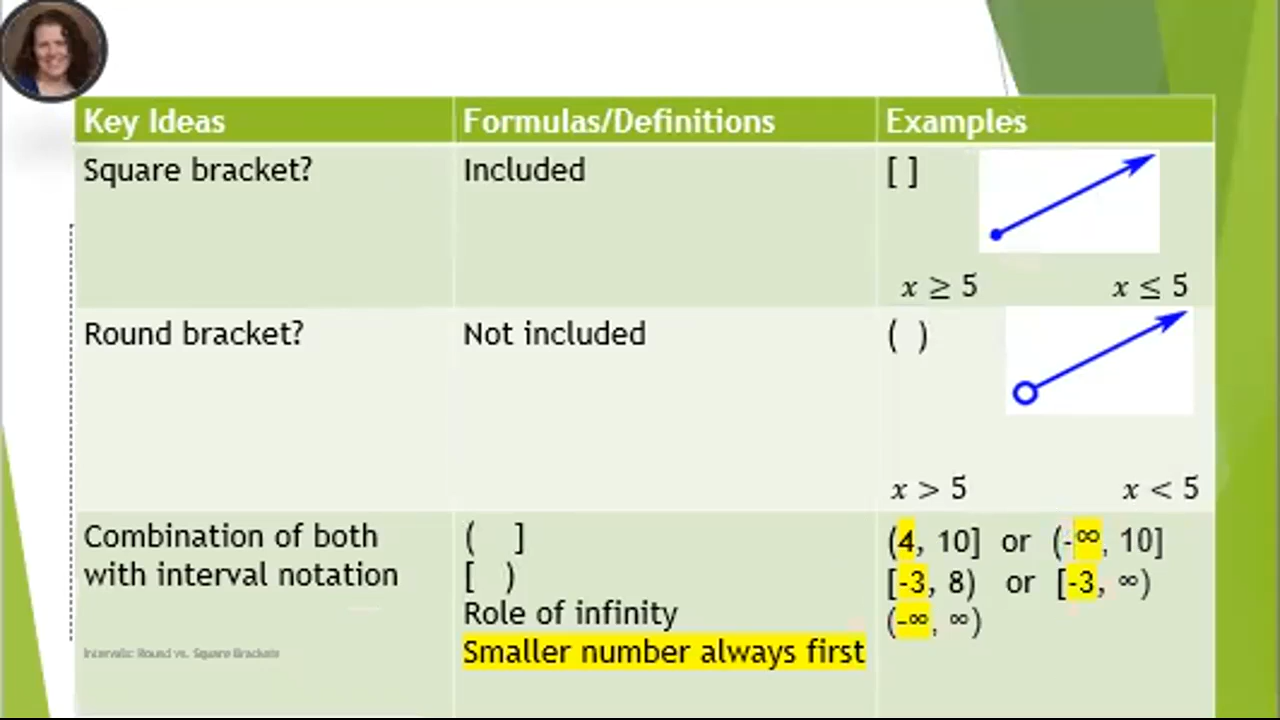 Key Ideas
Formulas/Definitions
Examples
Square bracket?
Included
[ ]
x ≥ 5
x ≤ 5
Round bracket?
Not included
( )
x > 5
x < 5
Combination of both
with interval notation
( ]
[ )
Role of infinity
Smaller number always first
(4, 10] or (-∞, 10]
[-3, 8) or [-3, ∞)
(-∞, ∞)
Intervals: Round vs. Square Brackets